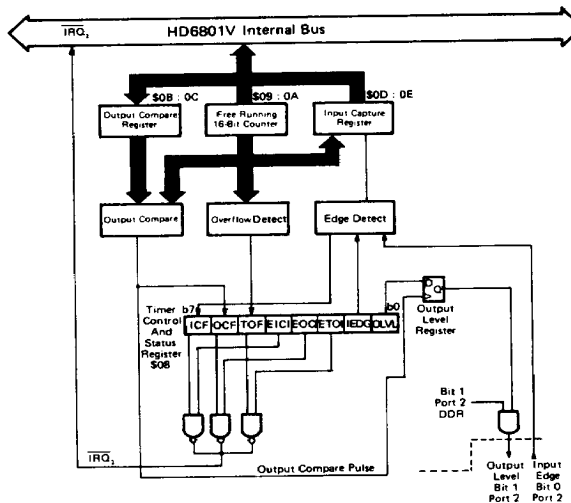 HD6801V Internal Bus
IRQ₂
$0B : 0C
$09 : 0A
$0D : 0E
Output Compare
Register
Free Running
16-Bit Counter
Input Capture
Register
Output Compare
Overflow Detect
Edge Detect
Timer
Control
And
Status
Register
$08
b7
b0
ICF
OCF
TOF
EICI
EOCI
ETOI
IEDG
OLVL
D
Q
Output
Level
Register
Bit 1
Port 2
DDR
IRQ₂
Output Compare Pulse
Output
Level
Bit 1
Port 2
Input
Edge
Bit 0
Port 2